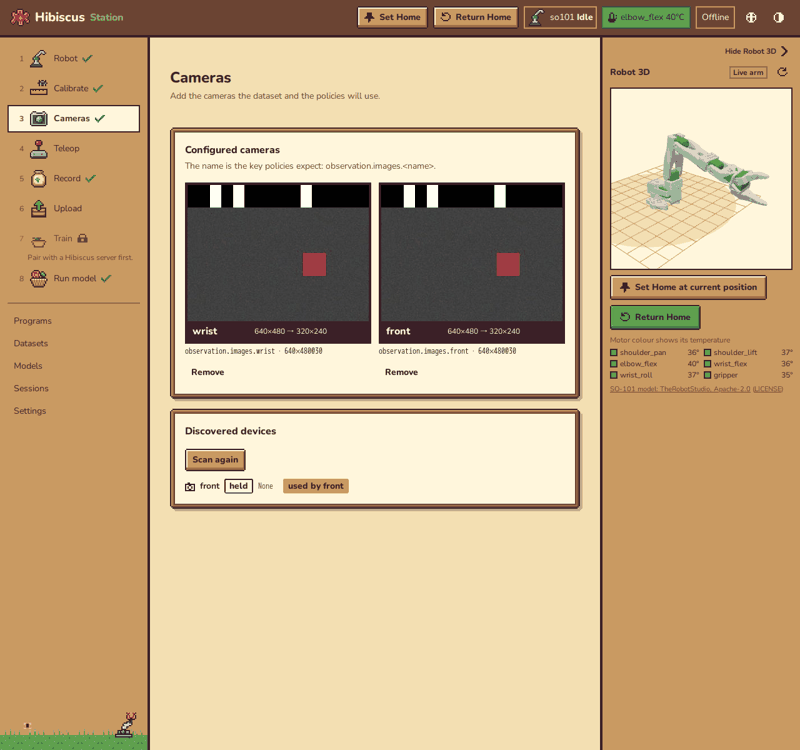 Hibiscus Station
Set Home
Return Home
so101 Idle
elbow_flex 40°C
Offline
1 Robot
2 Calibrate
3 Cameras
4 Teleop
5 Record
6 Upload
7 Train
Pair with a Hibiscus server first.
8 Run model
Programs
Datasets
Models
Sessions
Settings
Cameras
Add the cameras the dataset and the policies will use.
Configured cameras
The name is the key policies expect: observation.images.<name>.
wrist 640×480 → 320×240
front 640×480 → 320×240
observation.images.wrist · 640×480@30
observation.images.front · 640×480@30
Remove
Remove
Discovered devices
Scan again
front held None used by front
Hide Robot 3D
Robot 3D
Live arm
Set Home at current position
Return Home
Motor colour shows its temperature
shoulder_pan 36° shoulder_lift 37°
elbow_flex 40° wrist_flex 36°
wrist_roll 37° gripper 35°
SO-101 model: TheRobotStudio, Apache-2.0 (LICENSE)